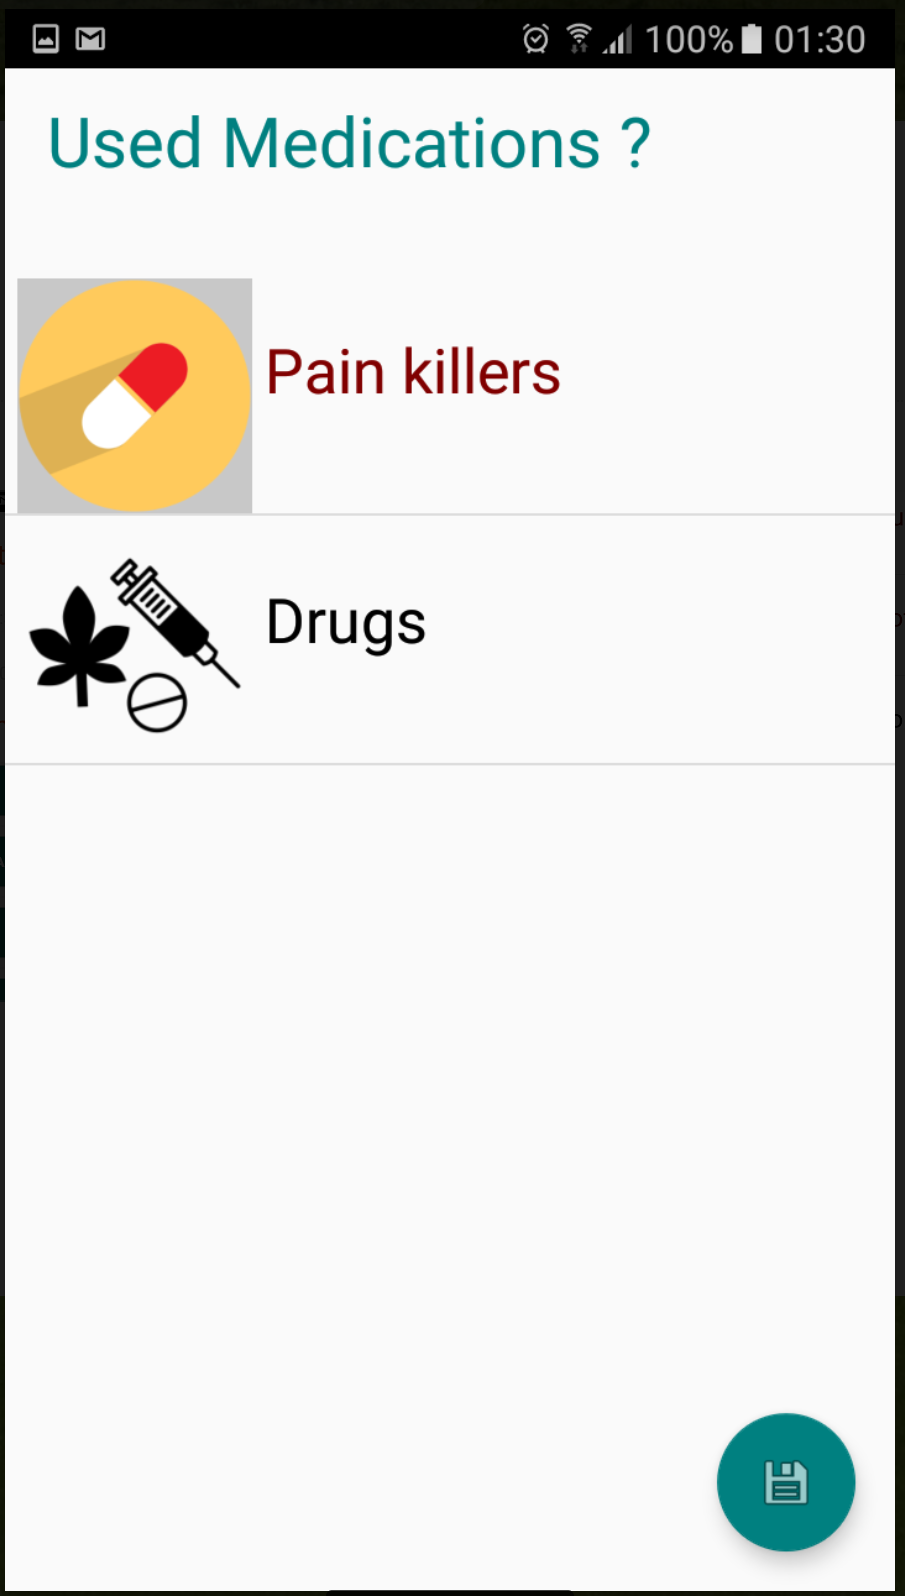 100% 01:30
Used Medications ?
Pain killers
Drugs